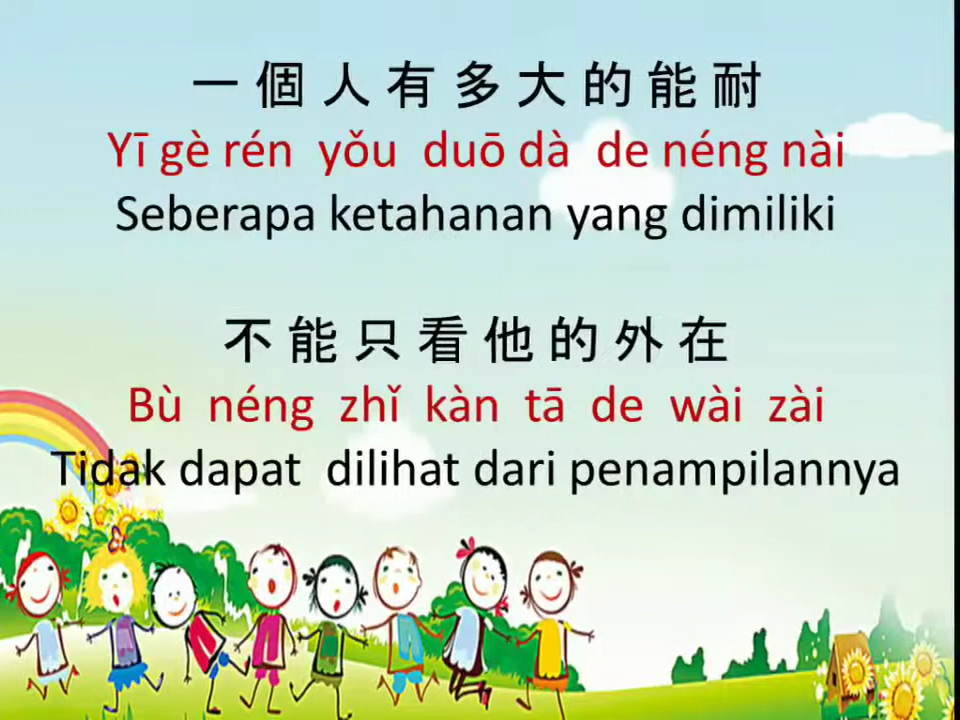 一個人有多大的能耐
Yī gè rén yǒu duō dà de néng nài
Seberapa ketahanan yang dimiliki
不能只看他的外在
Bù néng zhǐ kàn tā de wài zài
Tidak dapat dilihat dari penampilannya